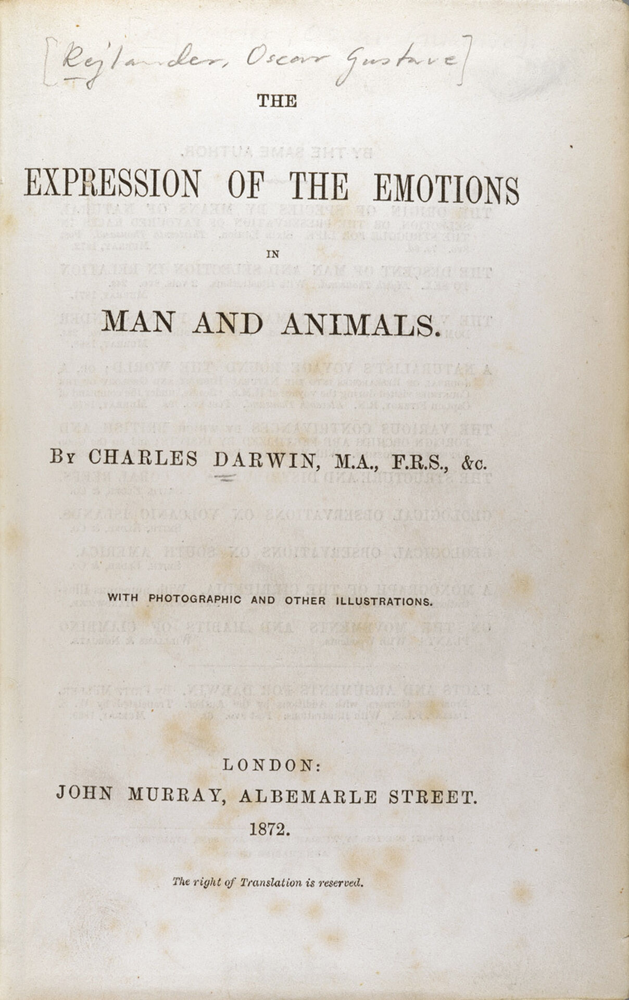 [Rejlander, Oscar Gustave]
THE
EXPRESSION OF THE EMOTIONS
IN
MAN AND ANIMALS.
BY CHARLES DARWIN, M.A., F.R.S., &c.
WITH PHOTOGRAPHIC AND OTHER ILLUSTRATIONS.
LONDON:
JOHN MURRAY, ALBEMARLE STREET.
1872.
The right of Translation is reserved.